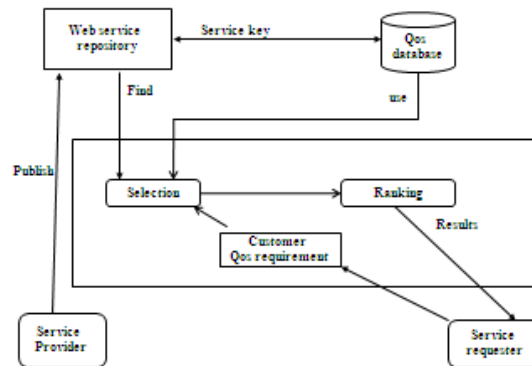 Web service
repository
Service key
Qos
database
Find
use
Publish
Selection
Ranking
Results
Customer
Qos requirement
Service
Provider
Service
requester